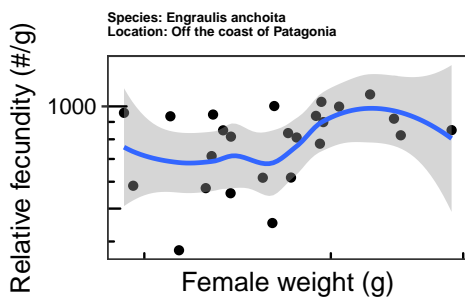 Species: Engraulis anchoita
Location: Off the coast of Patagonia
Relative fecundity (#/g)
1000
Female weight (g)